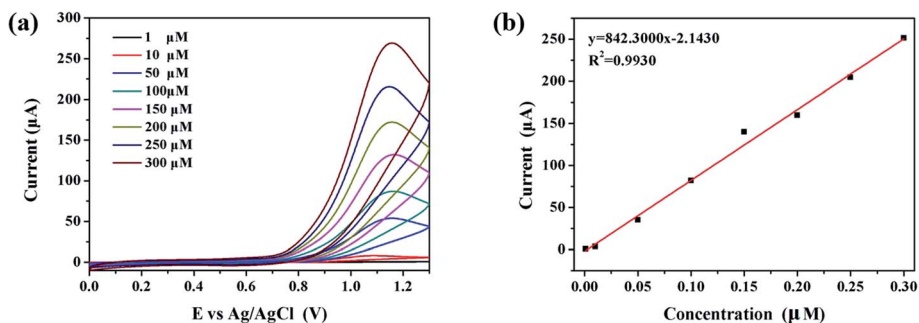 (a)
300
250
200
150
100
50
0
Current (μA)
1 μM
10 μM
50 μM
100μM
150 μM
200 μM
250 μM
300 μM
0.0 0.2 0.4 0.6 0.8 1.0 1.2
E vs Ag/AgCl (V)
(b)
y=842.3000x-2.1430
R²=0.9930
250
200
150
100
50
0
Current (μA)
0.00 0.05 0.10 0.15 0.20 0.25 0.30
Concentration (μM)